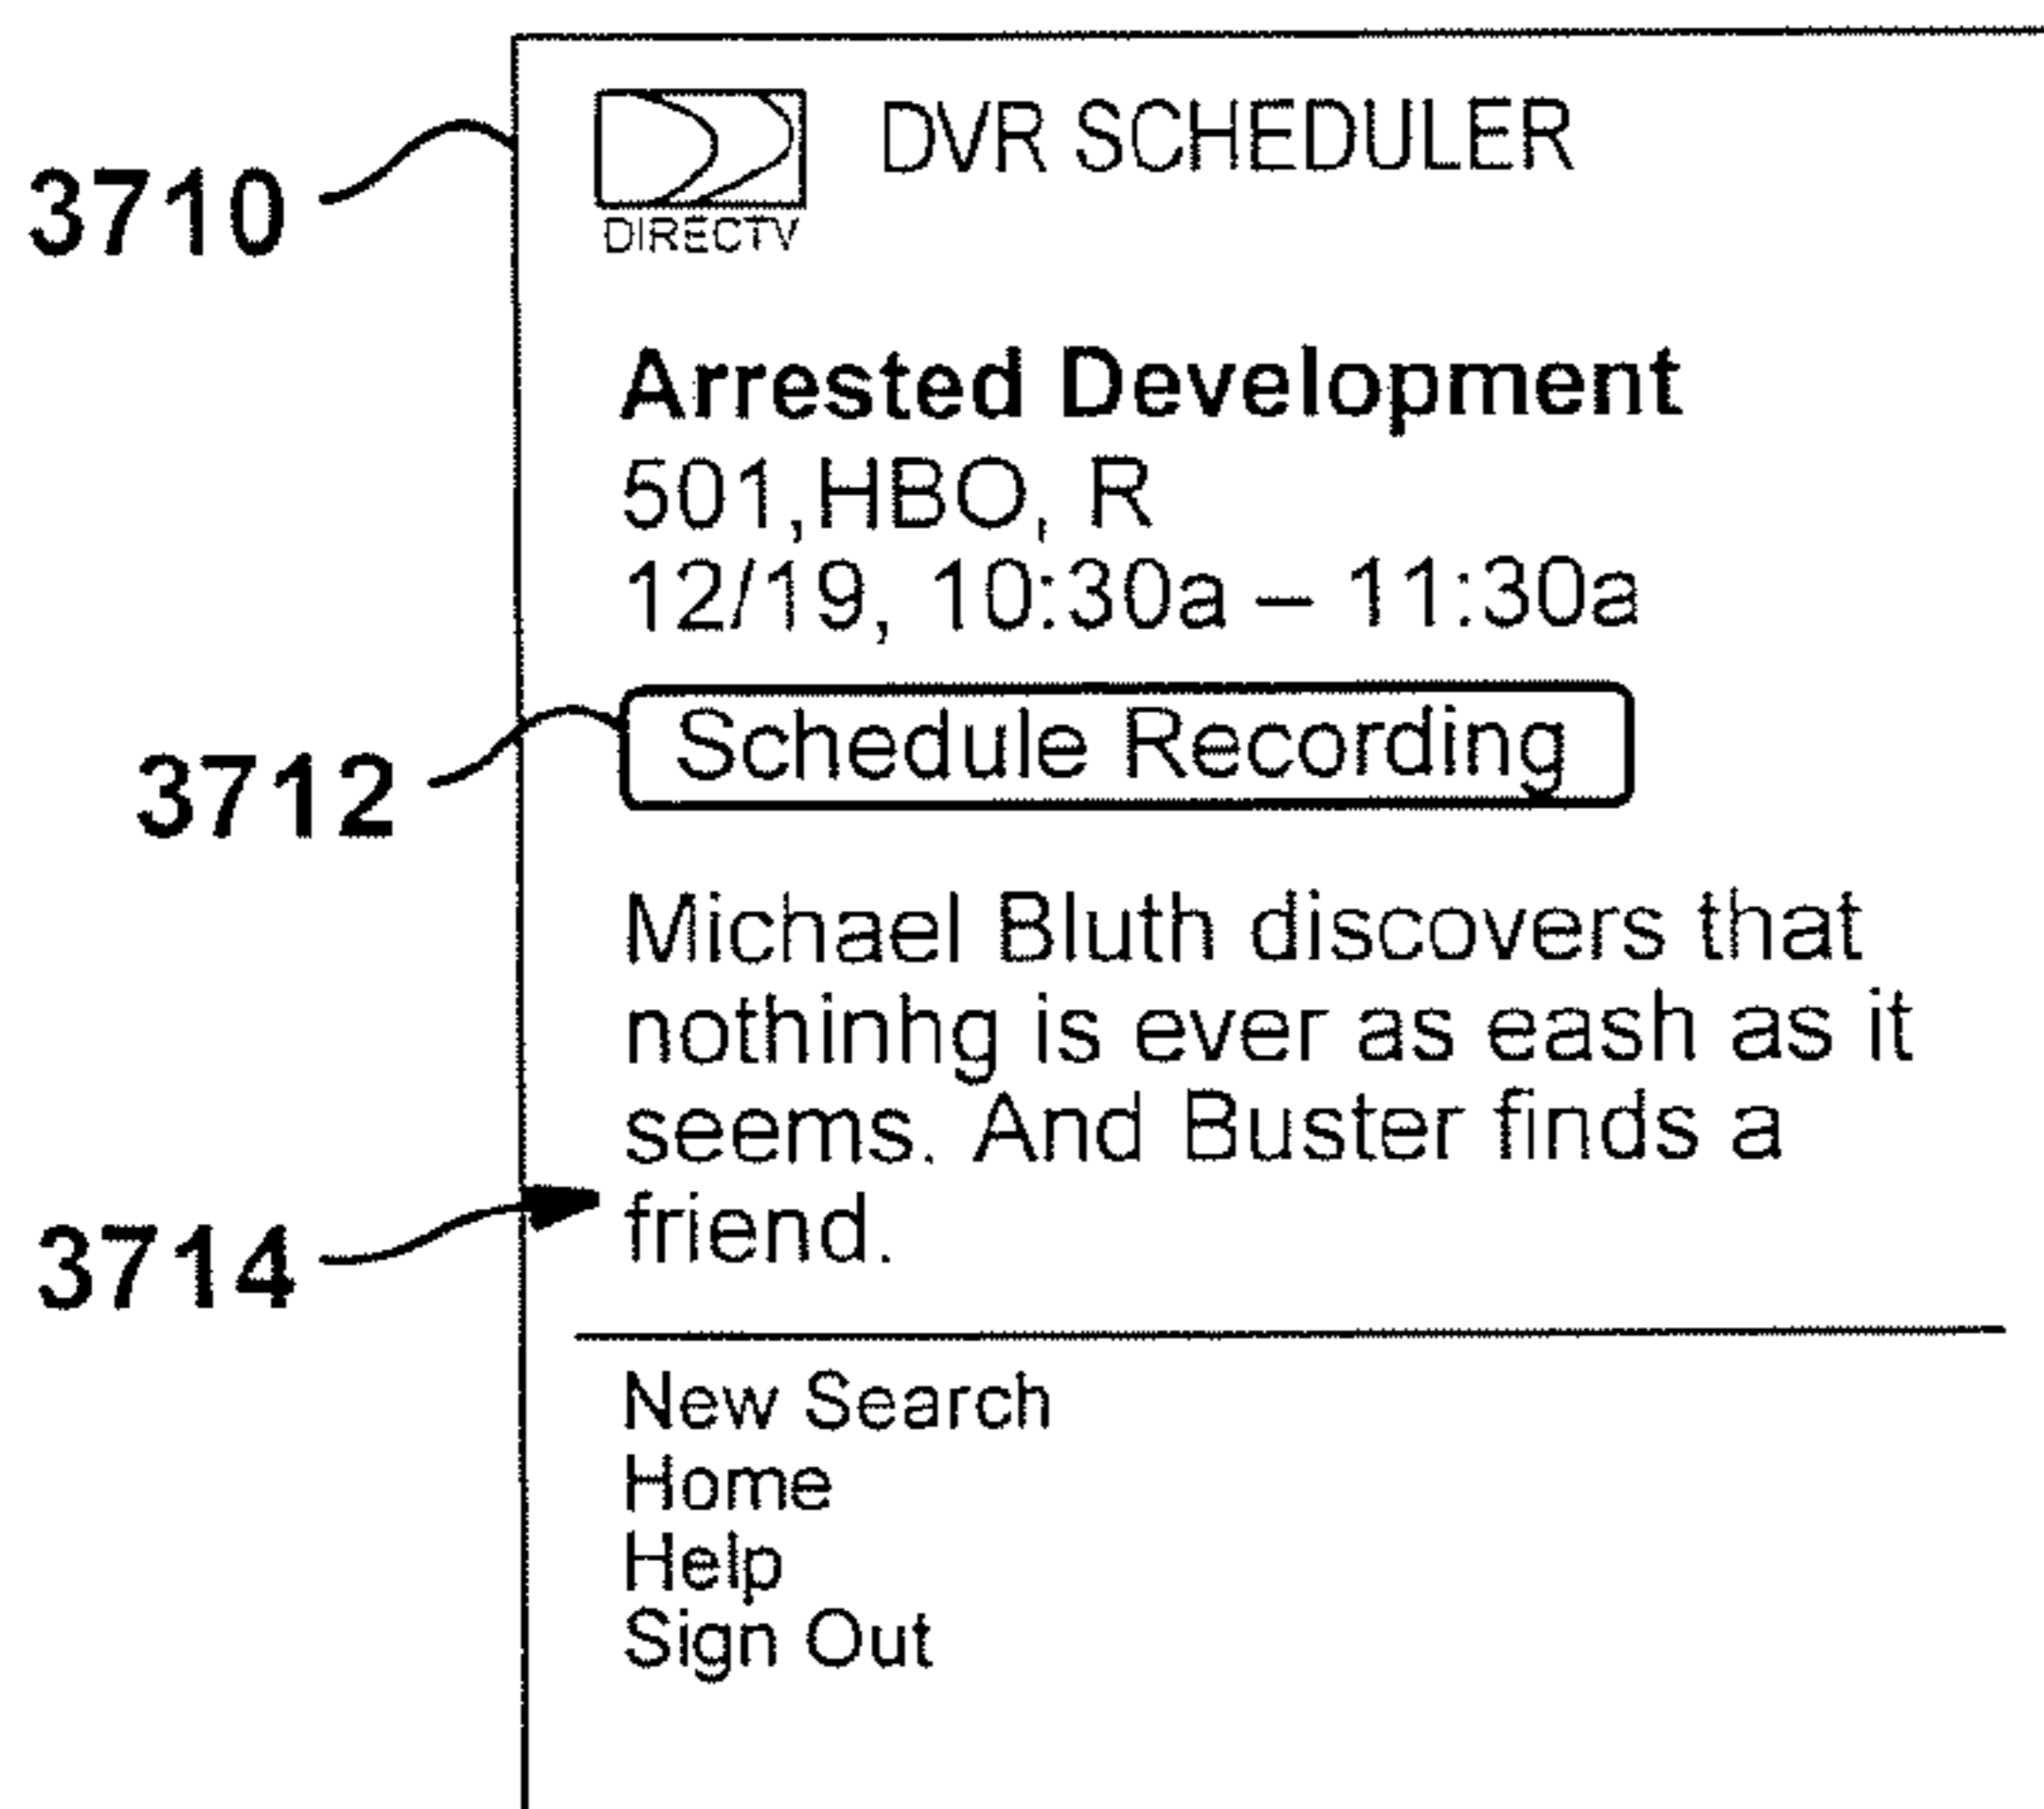 3710
DVR SCHEDULER
DIRECTV
Arrested Development
501,HBO, R
12/19, 10:30a – 11:30a
3712
Schedule Recording
Michael Bluth discovers that
nothinhg is ever as eash as it
seems. And Buster finds a
friend.
3714
New Search
Home
Help
Sign Out